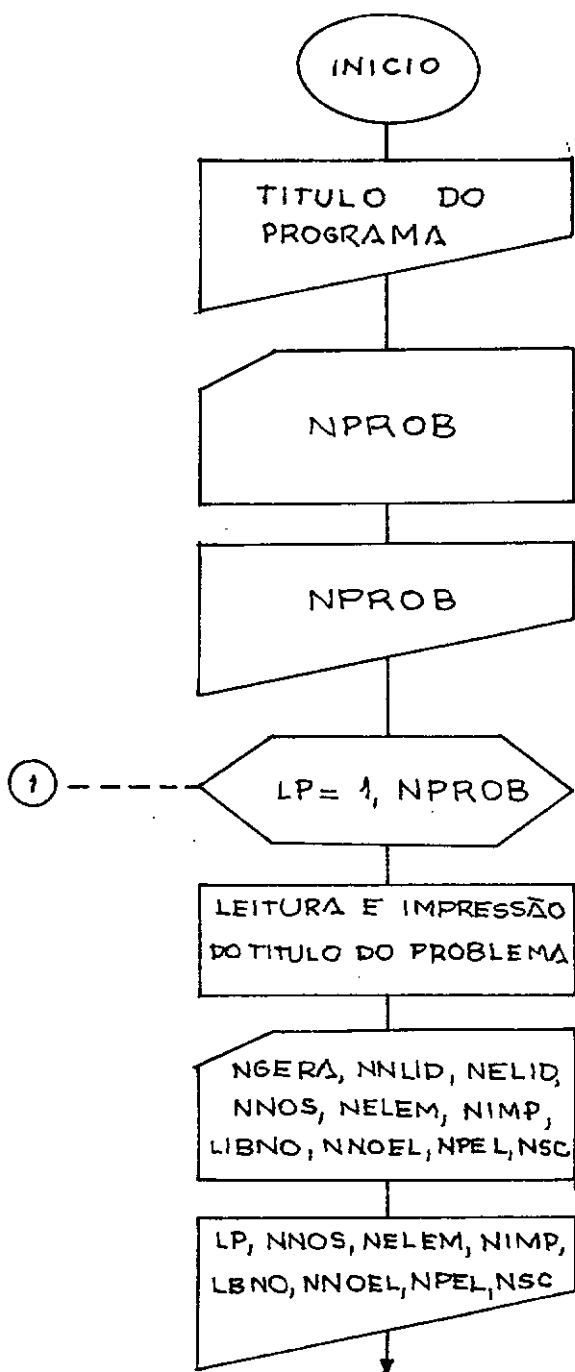 INICIO
TITULO DO
PROGRAMA
NPROB
NPROB
1
LP= 1, NPROB
LEITURA E IMPRESSÃO
DO TITULO DO PROBLEMA
NGERA, NNLID, NELID,
NNOS, NELEM, NIMP,
LIBNO, NNOEL, NPEL, NSC
LP, NNOS, NELEM, NIMP,
LBNO, NNOEL, NPEL, NSC